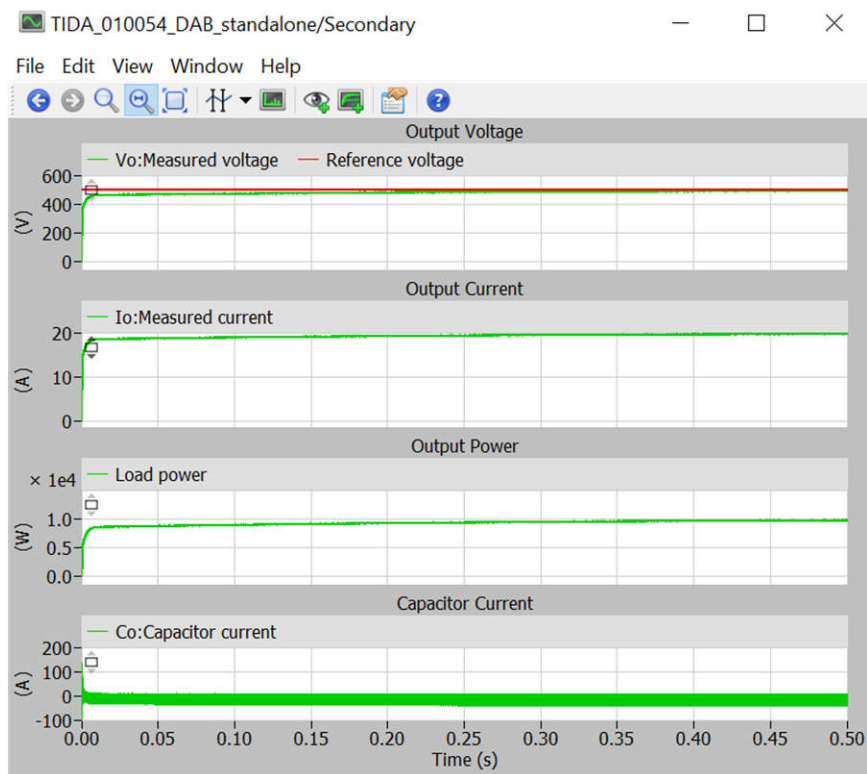 TIDA_010054_DAB_standalone/Secondary
File Edit View Window Help
Output Voltage
Vo:Measured voltage Reference voltage
600
400
200
0
(V)
Output Current
Io:Measured current
20
10
0
(A)
Output Power
× 1e4
Load power
1.0
0.5
0.0
(W)
Capacitor Current
Co:Capacitor current
200
100
0
-100
(A)
0.00 0.05 0.10 0.15 0.20 0.25 0.30 0.35 0.40 0.45 0.50
Time (s)